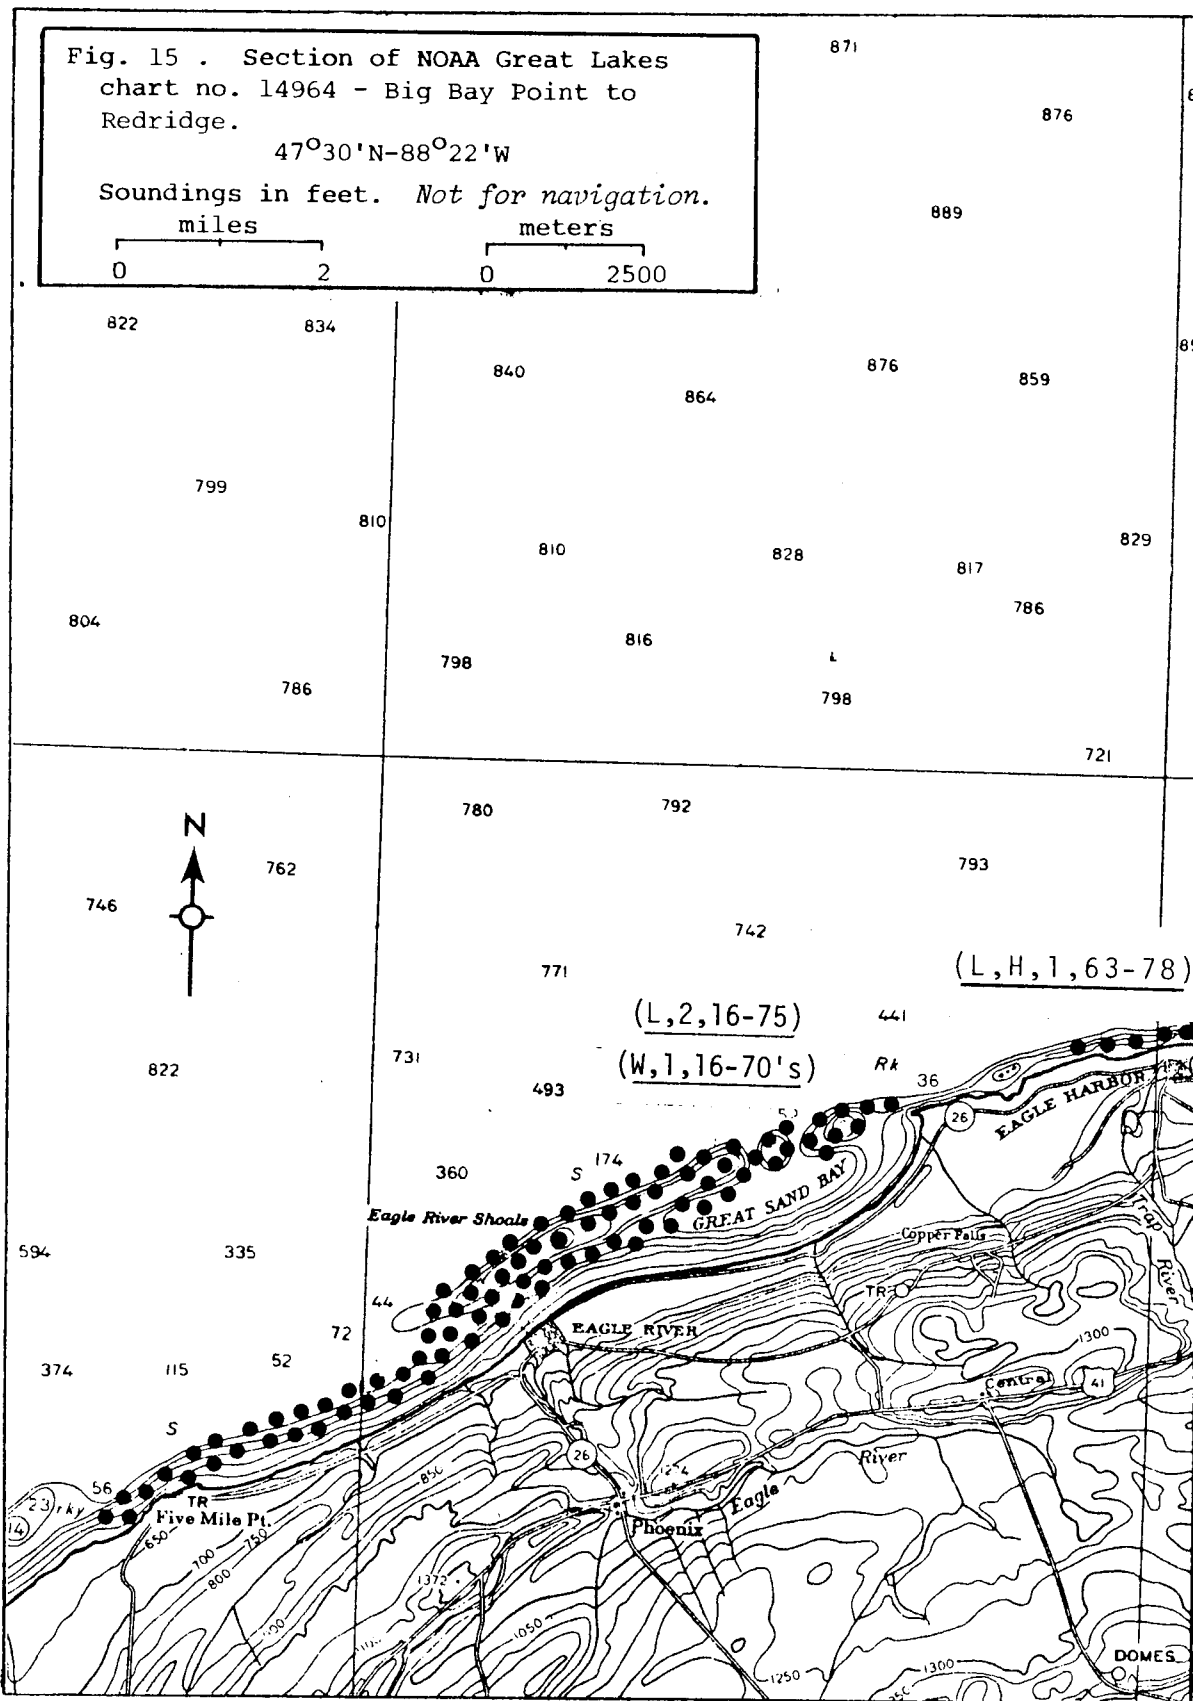 Fig. 15 . Section of NOAA Great Lakes
chart no. 14964 - Big Bay Point to
Redridge.
47°30'N-88°22'W
Soundings in feet. Not for navigation.
miles meters
0 2 0 2500
871
876
889
822 834
840 864 876 859
799
810
810 828 817 829
786
804
816
798
L
786 798
721
780 792
762 793
746
N
742
771
(L,H,1,63-78)
(L,2,16-75)
441
(W,1,16-70's)
731
Rk
822
493
36
26
EAGLE HARBOR
174
S
360
Eagle River Shoals
GREAT SAND BAY
Copper Falls
Trap River
594 335
TR
44
72
EAGLE RIVER
1300
374 115 52
Central
41
S
26
River
850
1274
Eagle
56
23 rky
14
TR
Five Mile Pt.
Phoenix
650
700 750
800
1372
1050
1250
1300
DOMES